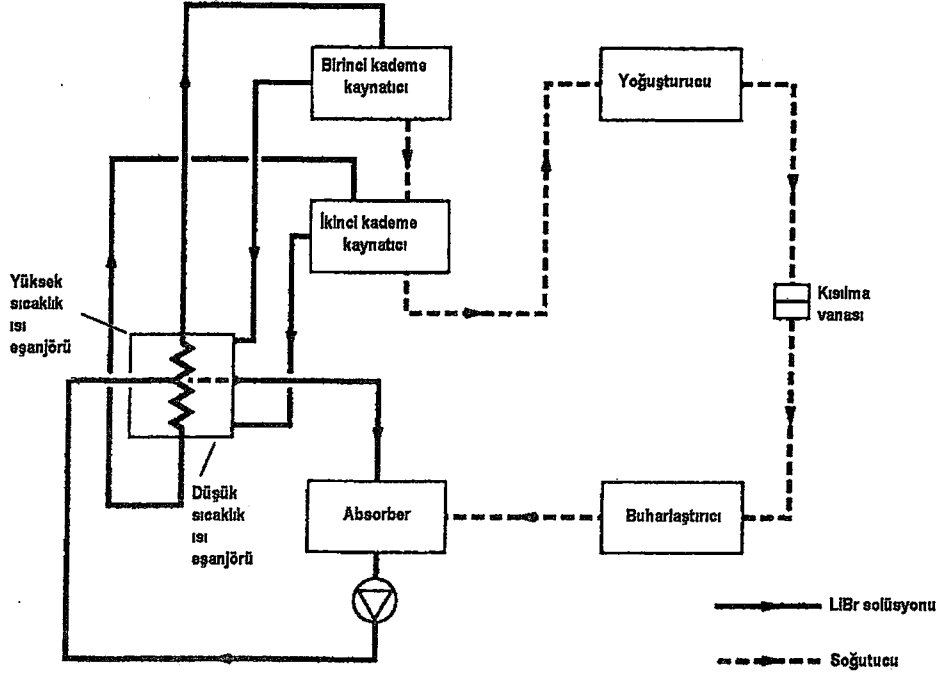 Birinci kademe
kaynatıcı
Yoğuşturucu
İkinci kademe
kaynatıcı
Yüksek
sıcaklık
ısı
eşanjörü
Kısılma
vanası
Düşük
sıcaklık
ısı
eşanjörü
Absorber
Buharlaştırıcı
LiBr solüsyonu
Soğutucu